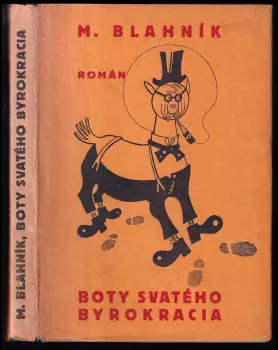 M. BLAHNÍK, BOTY SVATÉHO BYROKRACIA
M. BLAHNÍK
ROMÁN
BOTY SVATÉHO
BYROKRACIA